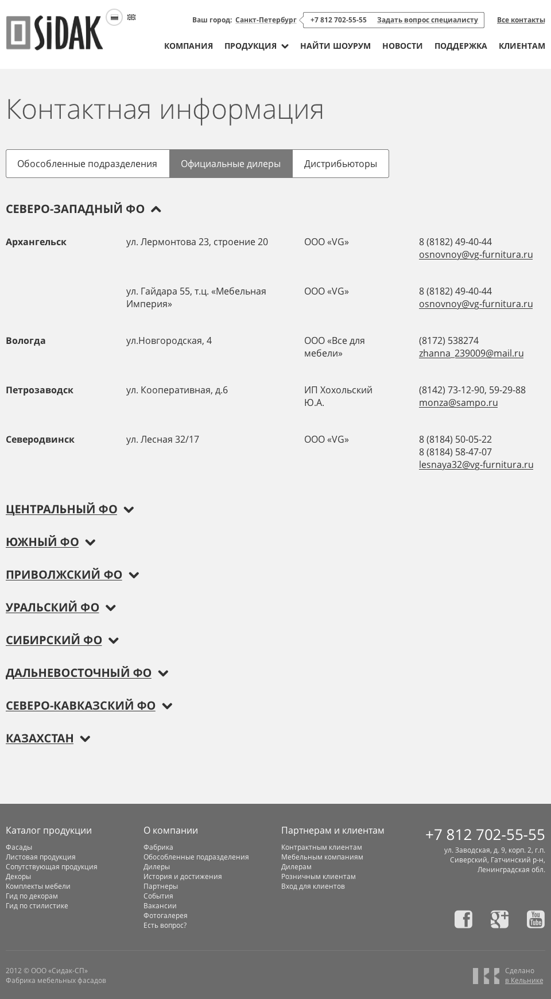 SiDAK
Ваш город: Санкт-Петербург +7 812 702-55-55 Задать вопрос специалисту Все контакты
КОМПАНИЯ ПРОДУКЦИЯ НАЙТИ ШОУРУМ НОВОСТИ ПОДДЕРЖКА КЛИЕНТАМ
Контактная информация
Обособленные подразделения Официальные дилеры Дистрибьюторы
СЕВЕРО-ЗАПАДНЫЙ ФО
Архангельск ул. Лермонтова 23, строение 20 ООО «VG» 8 (8182) 49-40-44
osnovnoy@vg-furnitura.ru
ул. Гайдара 55, т.ц. «Мебельная ООО «VG» 8 (8182) 49-40-44
Империя» osnovnoy@vg-furnitura.ru
Вологда ул.Новгородская, 4 ООО «Все для (8172) 538274
мебели» zhanna_239009@mail.ru
Петрозаводск ул. Кооперативная, д.6 ИП Хохольский (8142) 73-12-90, 59-29-88
Ю.А. monza@sampo.ru
Северодвинск ул. Лесная 32/17 ООО «VG» 8 (8184) 50-05-22
8 (8184) 58-47-07
lesnaya32@vg-furnitura.ru
ЦЕНТРАЛЬНЫЙ ФО
ЮЖНЫЙ ФО
ПРИВОЛЖСКИЙ ФО
УРАЛЬСКИЙ ФО
СИБИРСКИЙ ФО
ДАЛЬНЕВОСТОЧНЫЙ ФО
СЕВЕРО-КАВКАЗСКИЙ ФО
КАЗАХСТАН
Каталог продукции
Фасады
Листовая продукция
Сопутствующая продукция
Декоры
Комплекты мебели
Гид по декорам
Гид по стилистике
О компании
Фабрика
Обособленные подразделения
Дилеры
История и достижения
Партнеры
События
Вакансии
Фотогалерея
Есть вопрос?
Партнерам и клиентам
Контрактным клиентам
Мебельным компаниям
Дилерам
Розничным клиентам
Вход для клиентов
+7 812 702-55-55
ул. Заводская, д. 9, корп. 2, г.п.
Сиверский, Гатчинский р-н,
Ленинградская обл.
You
Tube
2012 © ООО «Сидак-СП»
Фабрика мебельных фасадов
Сделано
в Кельнике